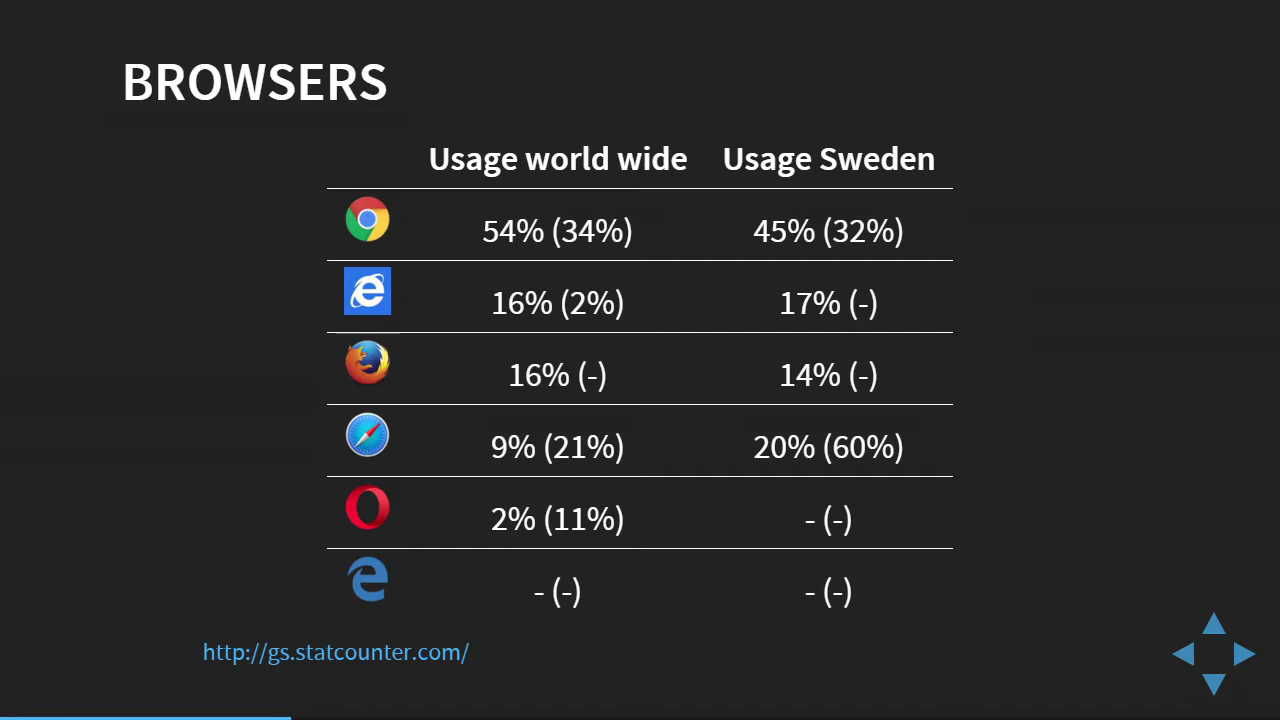 BROWSERS
Usage world wide Usage Sweden
54% (34%) 45% (32%)
16% (2%) 17% (-)
16% (-) 14% (-)
9% (21%) 20% (60%)
2% (11%) - (-)
- (-) - (-)
http://gs.statcounter.com/